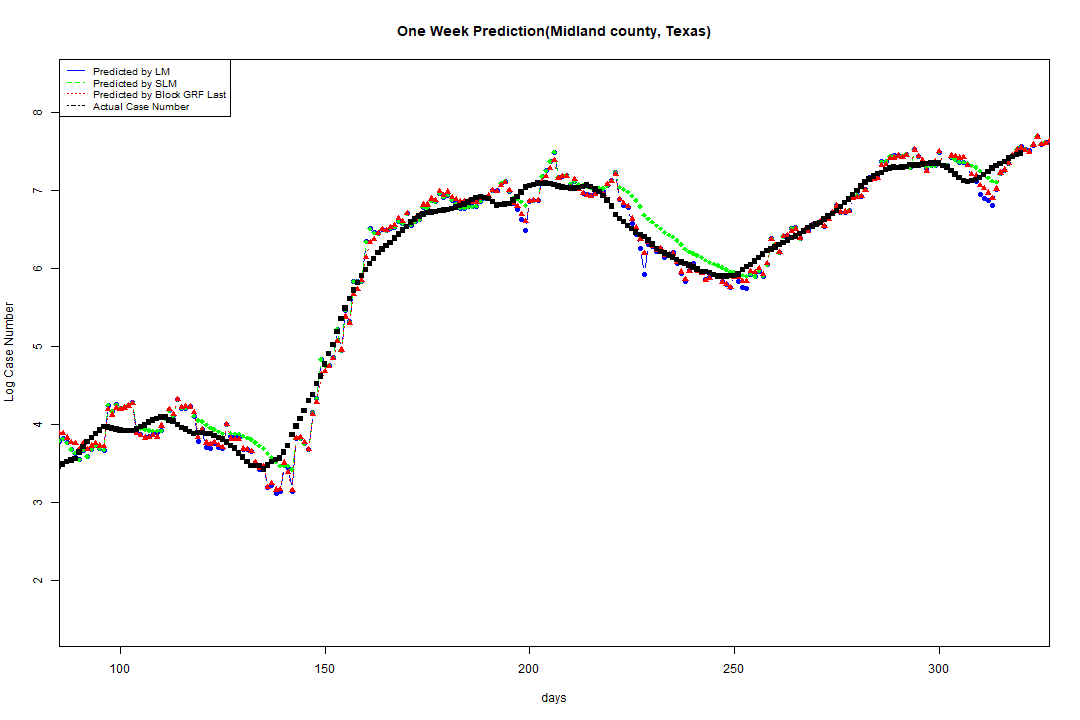 One Week Prediction(Midland county, Texas)
Predicted by LM
Predicted by SLM
Predicted by Block GRF Last
Actual Case Number
8
7
6
5
4
3
2
Log Case Number
100 150 200 250 300
days